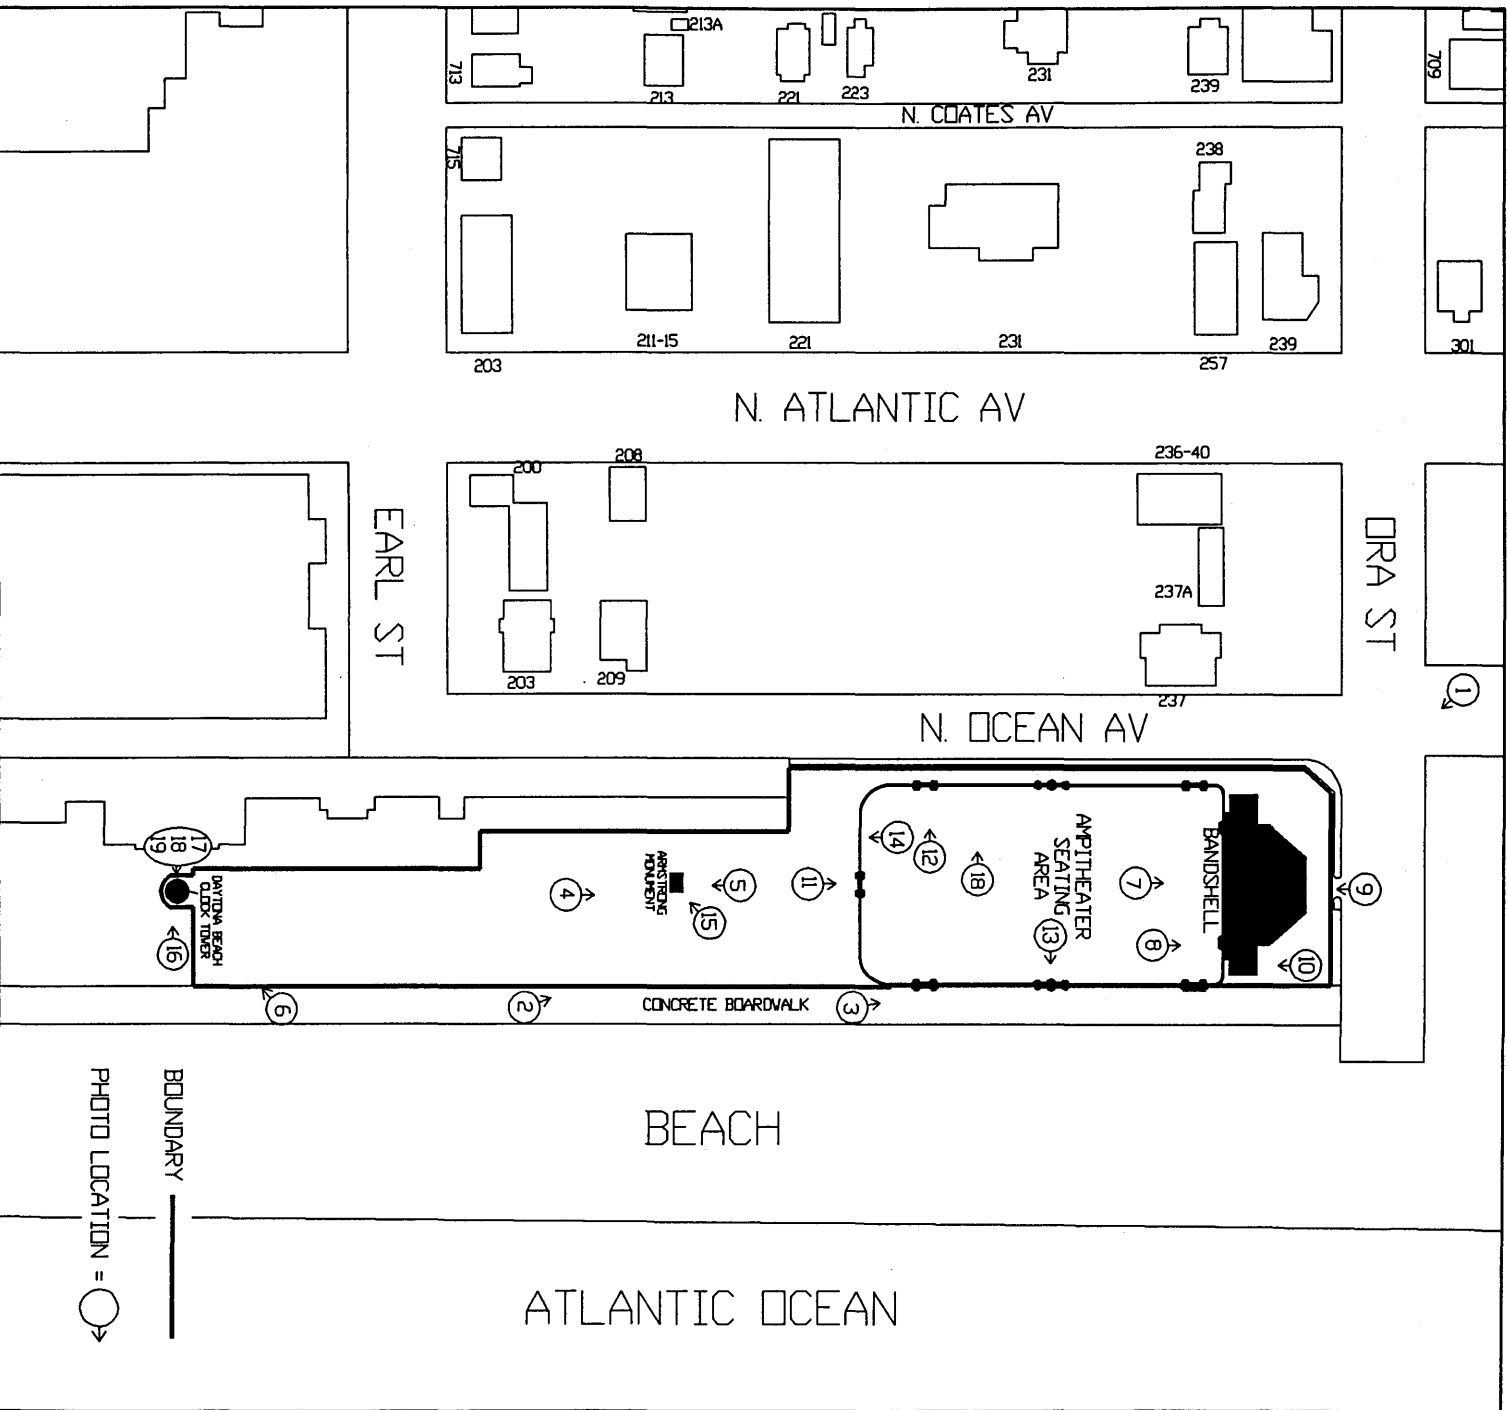 213A
713
213
221
223
231
239
709
N. COATES AV
715
238
211-15
221
231
239
301
203
257
N. ATLANTIC AV
200
208
236-40
EARL ST
ORA ST
237A
203
209
237
1
N. OCEAN AV
17
18
19
DAYTONA BEACH
CLOCK TOWER
ARMSTRONG
MONUMENT
4
5
15
11
14
12
18
AMPITHEATER
SEATING
AREA
13
7
8
BANDSHELL
9
10
16
6
2
CONCRETE BOARDWALK
3
BEACH
BOUNDARY
PHOTO LOCATION =
ATLANTIC OCEAN